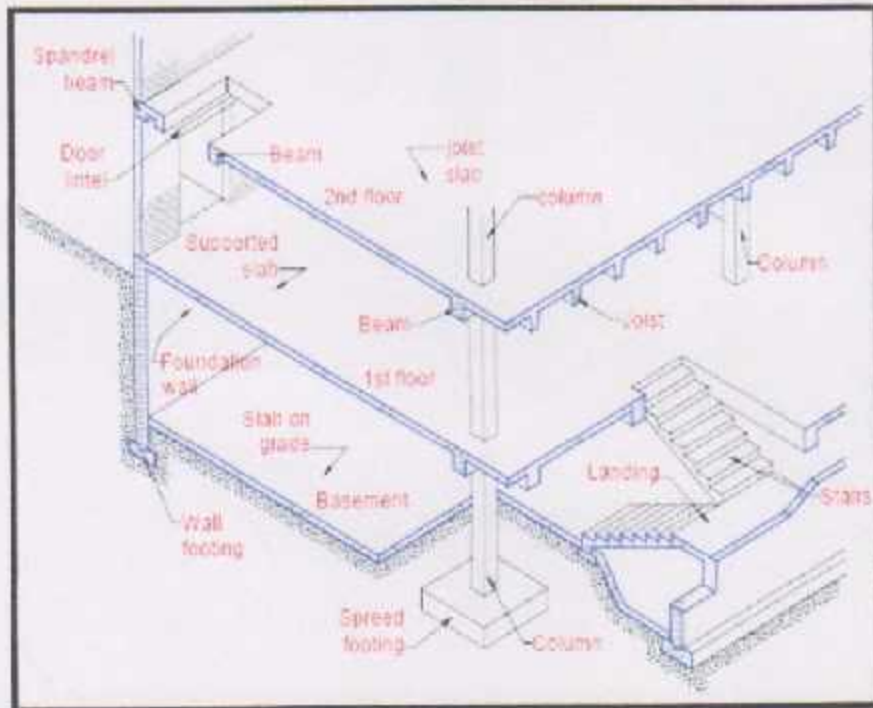 Spandrel
beam
Door
lintel
Beam
joist
slab
2nd floor
column
Supported
slab
Column
Beam
Joist
Foundation
wall
1st floor
Slab on
grade
Landing
Basement
Stairs
Wall
footing
Spreed
footing
Column